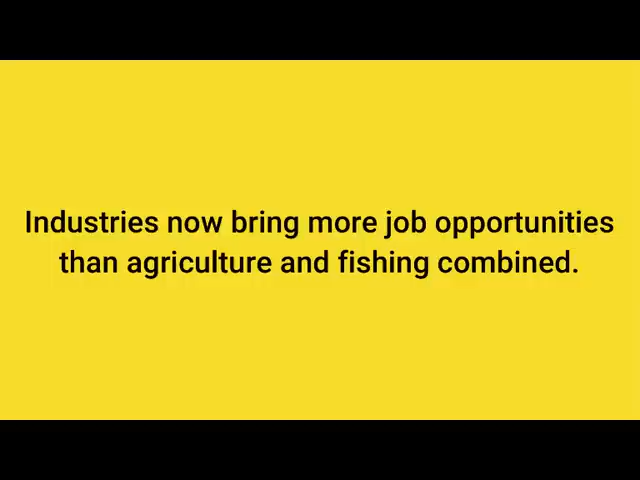 Industries now bring more job opportunities
than agriculture and fishing combined.